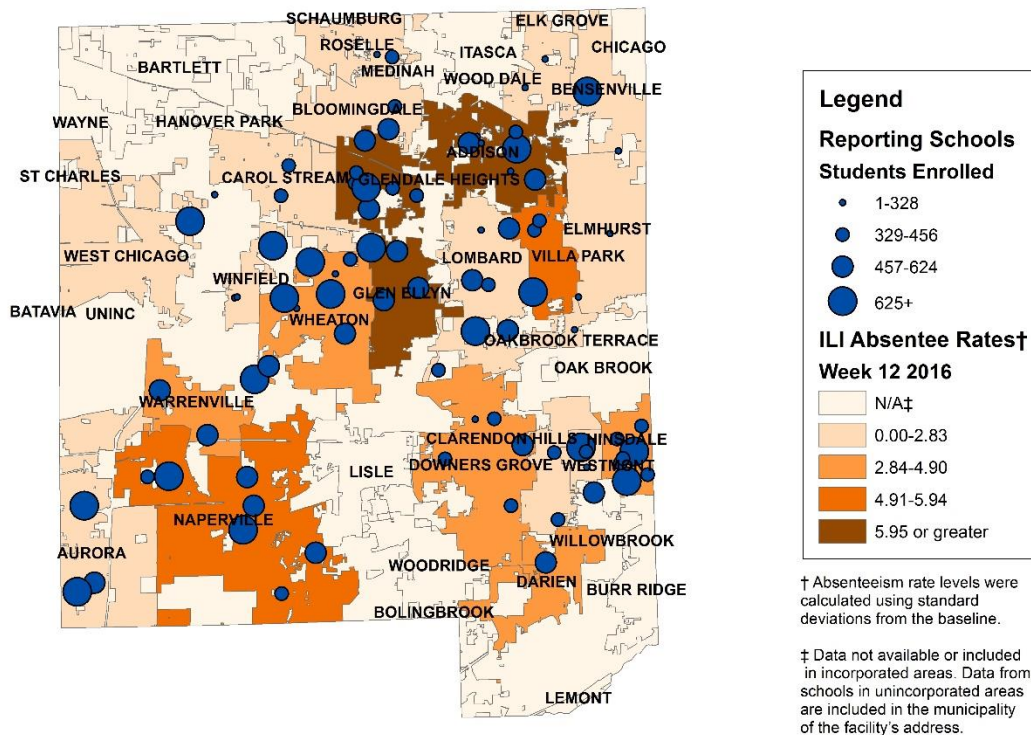 SCHAUMBURG
ELK GROVE
ROSELLE
ITASCA
CHICAGO
MEDINAH
BARTLETT
WOOD DALE
BENSENVILLE
BLOOMINGDALE
WAYNE
HANOVER PARK
ADDISON
ST CHARLES
CAROL STREAM
GLENDALE HEIGHTS
ELMHURST
WEST CHICAGO
LOMBARD
VILLA PARK
WINFIELD
GLEN ELLYN
BATAVIA
UNINC
WHEATON
OAKBROOK TERRACE
OAK BROOK
WARRENVILLE
CLARENDON HILLS
HINSDALE
LISLE
DOWNERS GROVE
WESTMONT
NAPERVILLE
WILLOWBROOK
AURORA
WOODRIDGE
DARIEN
BURR RIDGE
BOLINGBROOK
LEMONT
Legend
Reporting Schools
Students Enrolled
1-328
329-456
457-624
625+
ILI Absentee Rates†
Week 12 2016
N/A‡
0.00-2.83
2.84-4.90
4.91-5.94
5.95 or greater
† Absenteeism rate levels were
calculated using standard
deviations from the baseline.
‡ Data not available or included
in incorporated areas. Data from
schools in unincorporated areas
are included in the municipality
of the facility's address.